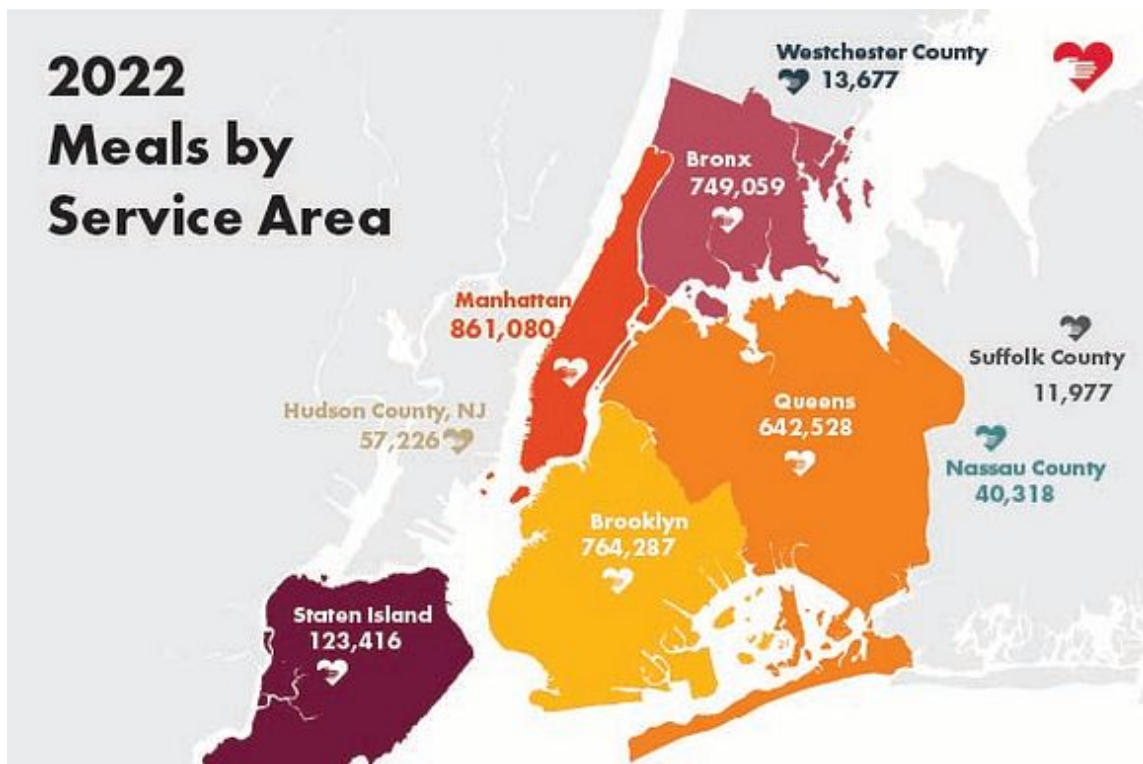 2022
Meals by
Service Area
Westchester County
13,677
Bronx
749,059
Manhattan
861,080
Suffolk County
11,977
Queens
642,528
Hudson County, NJ
57,226
Nassau County
40,318
Brooklyn
764,287
Staten Island
123,416